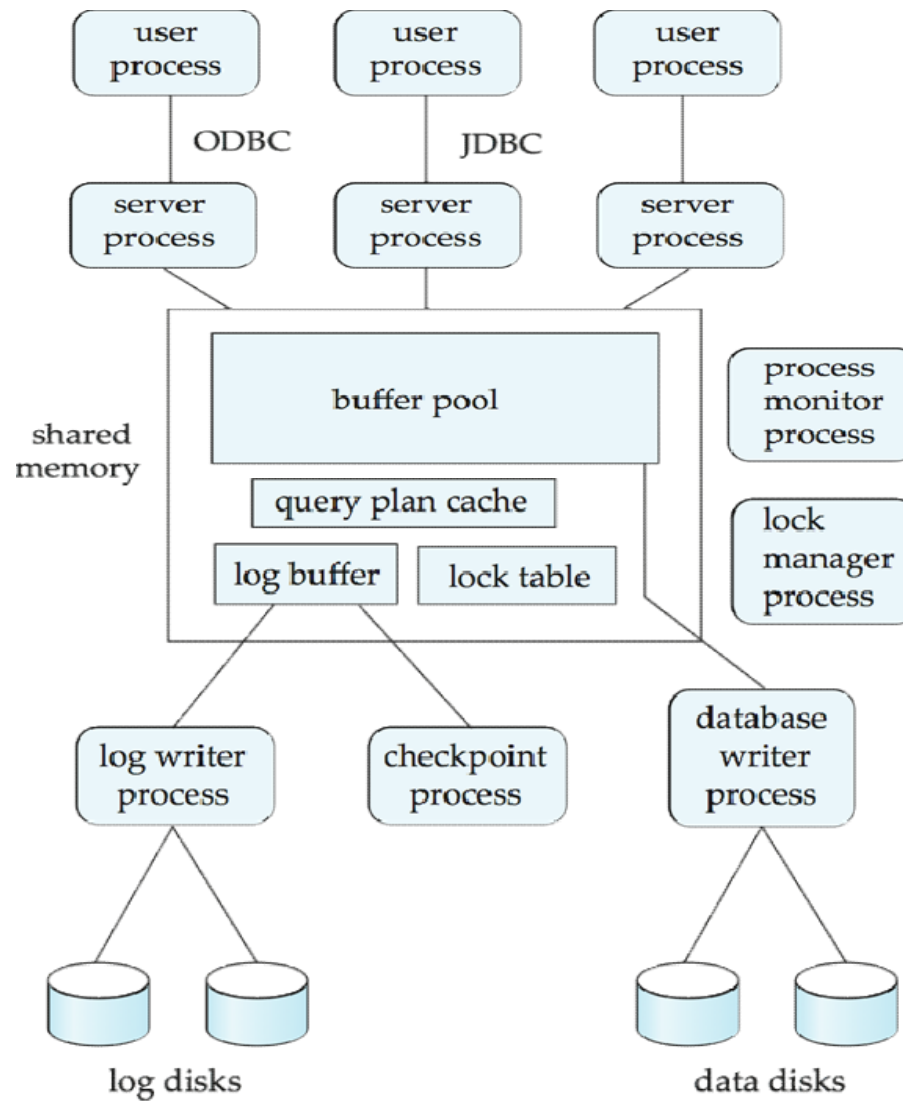 user
process
user
process
user
process
ODBC
JDBC
server
process
server
process
server
process
shared
memory
buffer pool
query plan cache
log buffer
lock table
process
monitor
process
lock
manager
process
log writer
process
checkpoint
process
database
writer
process
log disks
data disks